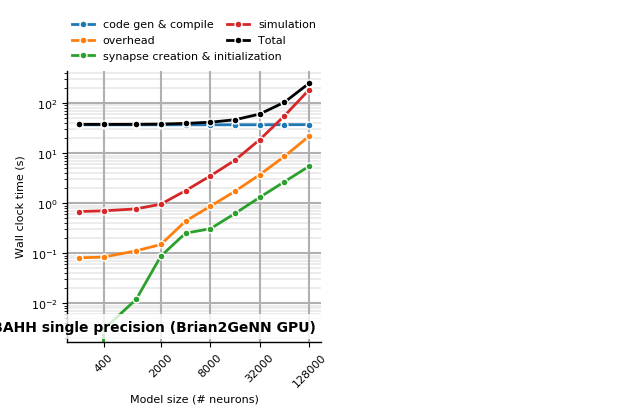 code gen & compile
overhead
synapse creation & initialization
simulation
Total
Wall clock time (s)
10²
10¹
10⁰
10⁻¹
10⁻²
BAHH single precision (Brian2GeNN GPU)
400
2000
8000
32000
128000
Model size (# neurons)